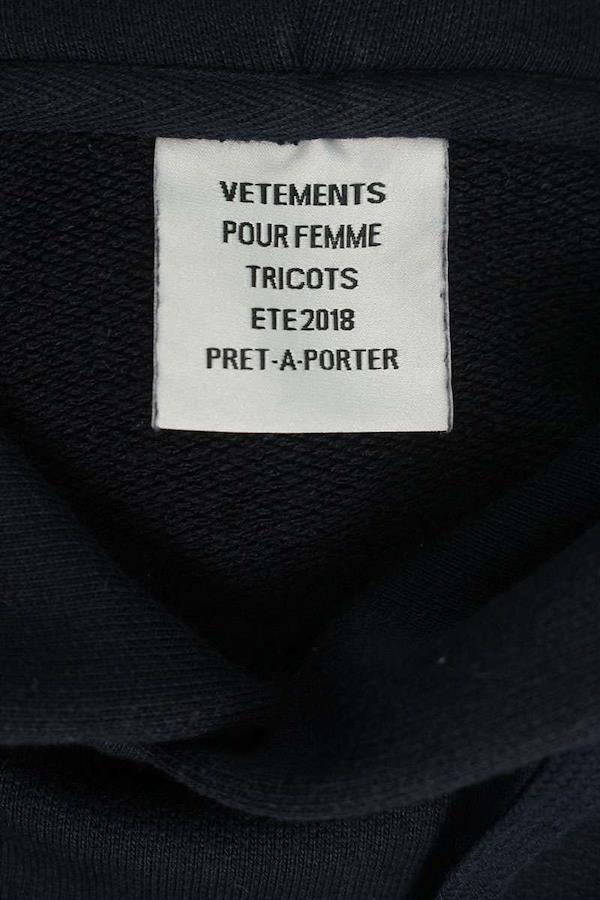 VETEMENTS
POUR FEMME
TRICOTS
ETE 2018
PRET-A-PORTER